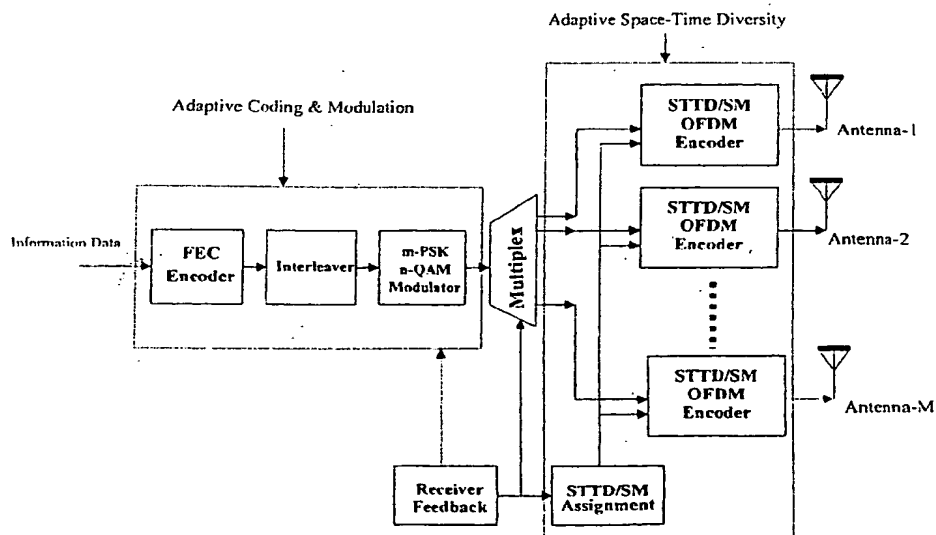 Adaptive Space-Time Diversity
Adaptive Coding & Modulation
STTD/SM
OFDM
Encoder
Antenna-1
STTD/SM
OFDM
Encoder
Antenna-2
Information Data
FEC
Encoder
Interleaver
m-PSK
n-QAM
Modulator
Multiplex
STTD/SM
OFDM
Encoder
Antenna-M
Receiver
Feedback
STTD/SM
Assignment